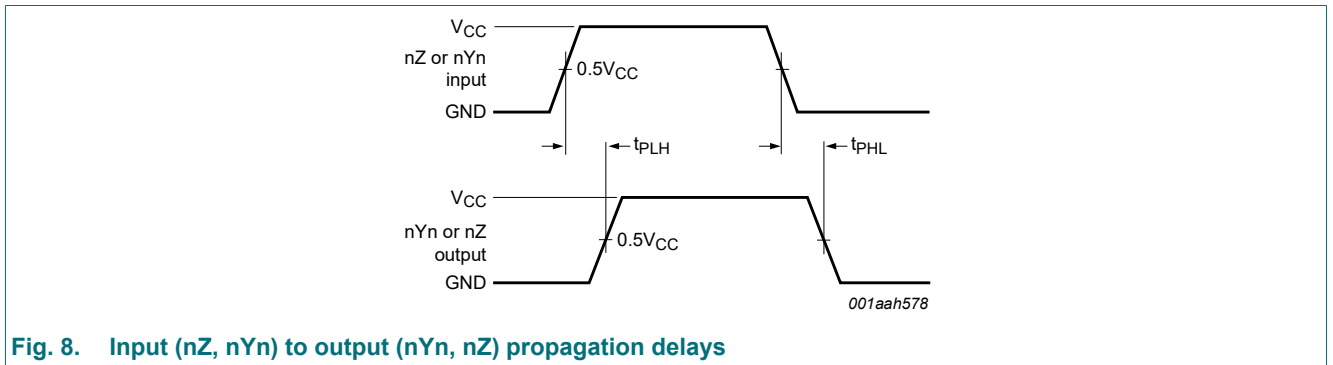 VCC
nZ or nYn
input
0.5VCC
GND
tPLH
tPHL
VCC
nYn or nZ
output
0.5VCC
GND
001aah578
Fig. 8. Input (nZ, nYn) to output (nYn, nZ) propagation delays